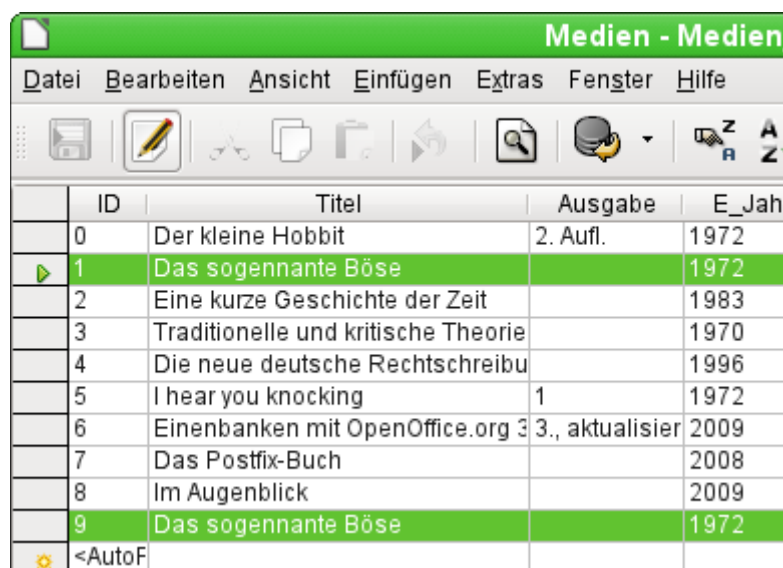 Medien - Medien
Datei Bearbeiten Ansicht Einfügen Extras Fenster Hilfe
ID Titel Ausgabe E_Jah
0 Der kleine Hobbit 2. Aufl. 1972
1 Das sogennante Böse 1972
2 Eine kurze Geschichte der Zeit 1983
3 Traditionelle und kritische Theorie 1970
4 Die neue deutsche Rechtschreibu 1996
5 I hear you knocking 1 1972
6 Einenbanken mit OpenOffice.org 3 3., aktualisier 2009
7 Das Postfix-Buch 2008
8 Im Augenblick 2009
9 Das sogennante Böse 1972
<AutoF